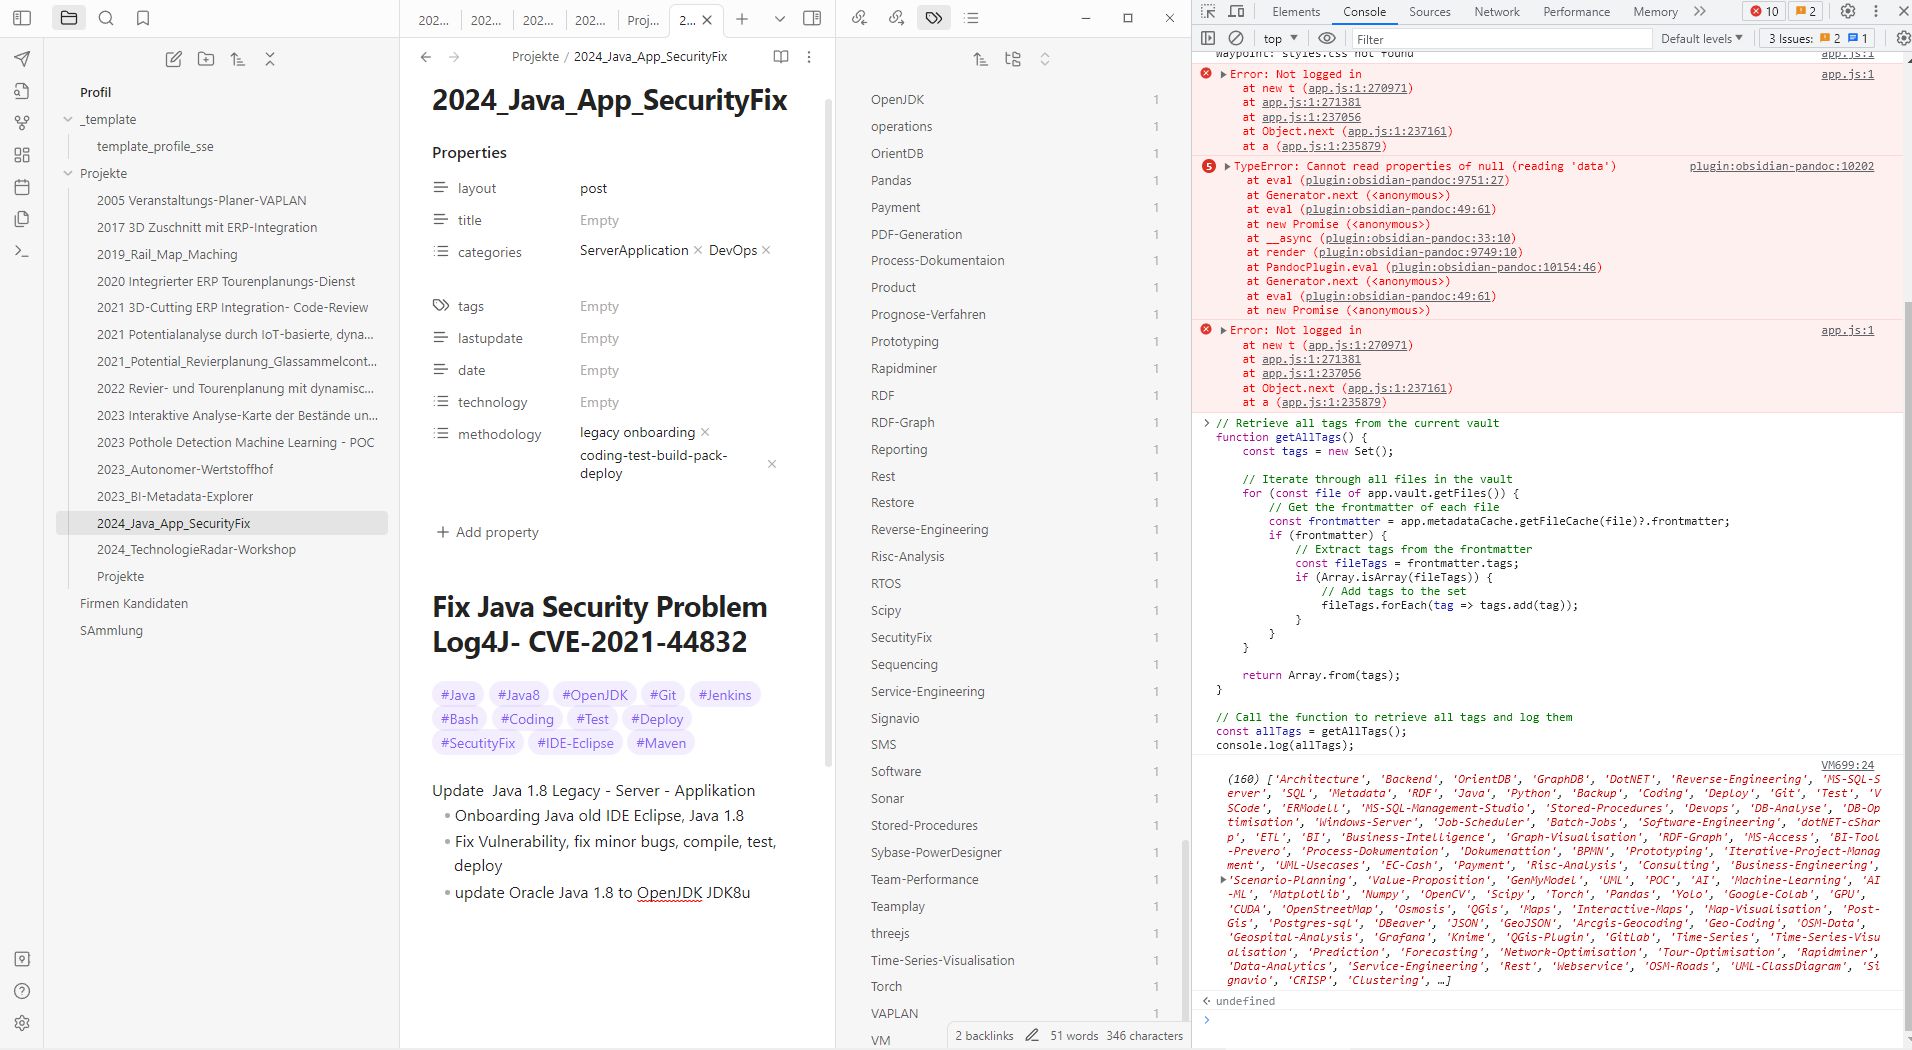 202...
202...
202...
202...
Proj...
2...
Profil
_template
template_profile_sse
Projekte
2005 Veranstaltungs-Planer-VAPLAN
2017 3D Zuschnitt mit ERP-Integration
2019_Rail_Map_Maching
2020 Integrierter ERP Tourenplanungs-Dienst
2021 3D-Cutting ERP Integration- Code-Review
2021 Potentialanalyse durch IoT-basierte, dyna...
2021_Potential_Revierplanung_Glassammelcont...
2022 Revier- und Tourenplanung mit dynamisc...
2023 Interaktive Analyse-Karte der Bestände un...
2023 Pothole Detection Machine Learning - POC
2023_Autonomer-Wertstoffhof
2023_BI-Metadata-Explorer
2024_Java_App_SecurityFix
2024_TechnologieRadar-Workshop
Projekte
Firmen Kandidaten
SAmmlung
Projekte / 2024_Java_App_SecurityFix
2024_Java_App_SecurityFix
Properties
layout post
title Empty
categories ServerApplication × DevOps ×
tags Empty
lastupdate Empty
date Empty
technology Empty
methodology legacy onboarding ×
coding-test-build-pack-
deploy ×
+ Add property
Fix Java Security Problem
Log4J- CVE-2021-44832
#Java #Java8 #OpenJDK #Git #Jenkins
#Bash #Coding #Test #Deploy
#SecutityFix #IDE-Eclipse #Maven
Update Java 1.8 Legacy - Server - Applikation
• Onboarding Java old IDE Eclipse, Java 1.8
• Fix Vulnerability, fix minor bugs, compile, test,
deploy
• update Oracle Java 1.8 to OpenJDK JDK8u
OpenJDK 1
operations 1
OrientDB 1
Pandas 1
Payment 1
PDF-Generation 1
Process-Dokumentaion 1
Product 1
Prognose-Verfahren 1
Prototyping 1
Rapidminer 1
RDF 1
RDF-Graph 1
Reporting 1
Rest 1
Restore 1
Reverse-Engineering 1
Risc-Analysis 1
RTOS 1
Scipy 1
SecutityFix 1
Sequencing 1
Service-Engineering 1
Signavio 1
SMS 1
Software 1
Sonar 1
Stored-Procedures 1
Sybase-PowerDesigner 1
Team-Performance 1
Teamplay 1
threejs 1
Time-Series-Visualisation 1
Torch 1
VAPLAN 1
VM
2 backlinks 51 words 346 characters
Elements Console Sources Network Performance Memory 10 2
top Filter Default levels 3 Issues: 2 1
Waypoint: styles.css not found app.js:1
Error: Not logged in app.js:1
at new t (app.js:1:270971)
at app.js:1:271381
at app.js:1:237056
at Object.next (app.js:1:237161)
at a (app.js:1:235879)
5 TypeError: Cannot read properties of null (reading 'data') plugin:obsidian-pandoc:10202
at eval (plugin:obsidian-pandoc:9751:27)
at Generator.next (<anonymous>)
at eval (plugin:obsidian-pandoc:49:61)
at new Promise (<anonymous>)
at __async (plugin:obsidian-pandoc:33:10)
at render (plugin:obsidian-pandoc:9749:10)
at PandocPlugin.eval (plugin:obsidian-pandoc:10154:46)
at Generator.next (<anonymous>)
at eval (plugin:obsidian-pandoc:49:61)
at new Promise (<anonymous>)
Error: Not logged in app.js:1
at new t (app.js:1:270971)
at app.js:1:271381
at app.js:1:237056
at Object.next (app.js:1:237161)
at a (app.js:1:235879)
// Retrieve all tags from the current vault
function getAllTags() {
const tags = new Set();
// Iterate through all files in the vault
for (const file of app.vault.getFiles()) {
// Get the frontmatter of each file
const frontmatter = app.metadataCache.getFileCache(file)?.frontmatter;
if (frontmatter) {
// Extract tags from the frontmatter
const fileTags = frontmatter.tags;
if (Array.isArray(fileTags)) {
// Add tags to the set
fileTags.forEach(tag => tags.add(tag));
}
}
}
return Array.from(tags);
}
// Call the function to retrieve all tags and log them
const allTags = getAllTags();
console.log(allTags);
VM699:24
(160) ['Architecture', 'Backend', 'OrientDB', 'GraphDB', 'DotNET', 'Reverse-Engineering', 'MS-SQL-S
erver', 'SQL', 'Metadata', 'RDF', 'Java', 'Python', 'Backup', 'Coding', 'Deploy', 'Git', 'Test', 'V
SCode', 'ERModell', 'MS-SQL-Management-Studio', 'Stored-Procedures', 'Devops', 'DB-Analyse', 'DB-Op
timisation', 'Windows-Server', 'Job-Scheduler', 'Batch-Jobs', 'Software-Engineering', 'dotNET-cShar
p', 'ETL', 'BI', 'Business-Intelligence', 'Graph-Visualisation', 'RDF-Graph', 'MS-Access', 'BI-Tool
-Prevero', 'Process-Dokumentaion', 'Dokumenattion', 'BPMN', 'Prototyping', 'Iterative-Project-Manag
ment', 'UML-Usecases', 'EC-Cash', 'Payment', 'Risc-Analysis', 'Consulting', 'Business-Engineering',
'Scenario-Planning', 'Value-Proposition', 'GenMyModel', 'UML', 'POC', 'AI', 'Machine-Learning', 'AI
-ML', 'Matplotlib', 'Numpy', 'OpenCV', 'Scipy', 'Torch', 'Pandas', 'Yolo', 'Google-Colab', 'GPU',
'CUDA', 'OpenStreetMap', 'Osmosis', 'QGis', 'Maps', 'Interactive-Maps', 'Map-Visualisation', 'Post-
Gis', 'Postgres-sql', 'DBeaver', 'JSON', 'GeoJSON', 'Arcgis-Geocoding', 'Geo-Coding', 'OSM-Data',
'Geospital-Analysis', 'Grafana', 'Knime', 'QGis-Plugin', 'GitLab', 'Time-Series', 'Time-Series-Visu
alisation', 'Prediction', 'Forecasting', 'Network-Optimisation', 'Tour-Optimisation', 'Rapidminer',
'Data-Analytics', 'Service-Engineering', 'Rest', 'Webservice', 'OSM-Roads', 'UML-ClassDiagram', 'Si
gnavio', 'CRISP', 'Clustering', …]
undefined